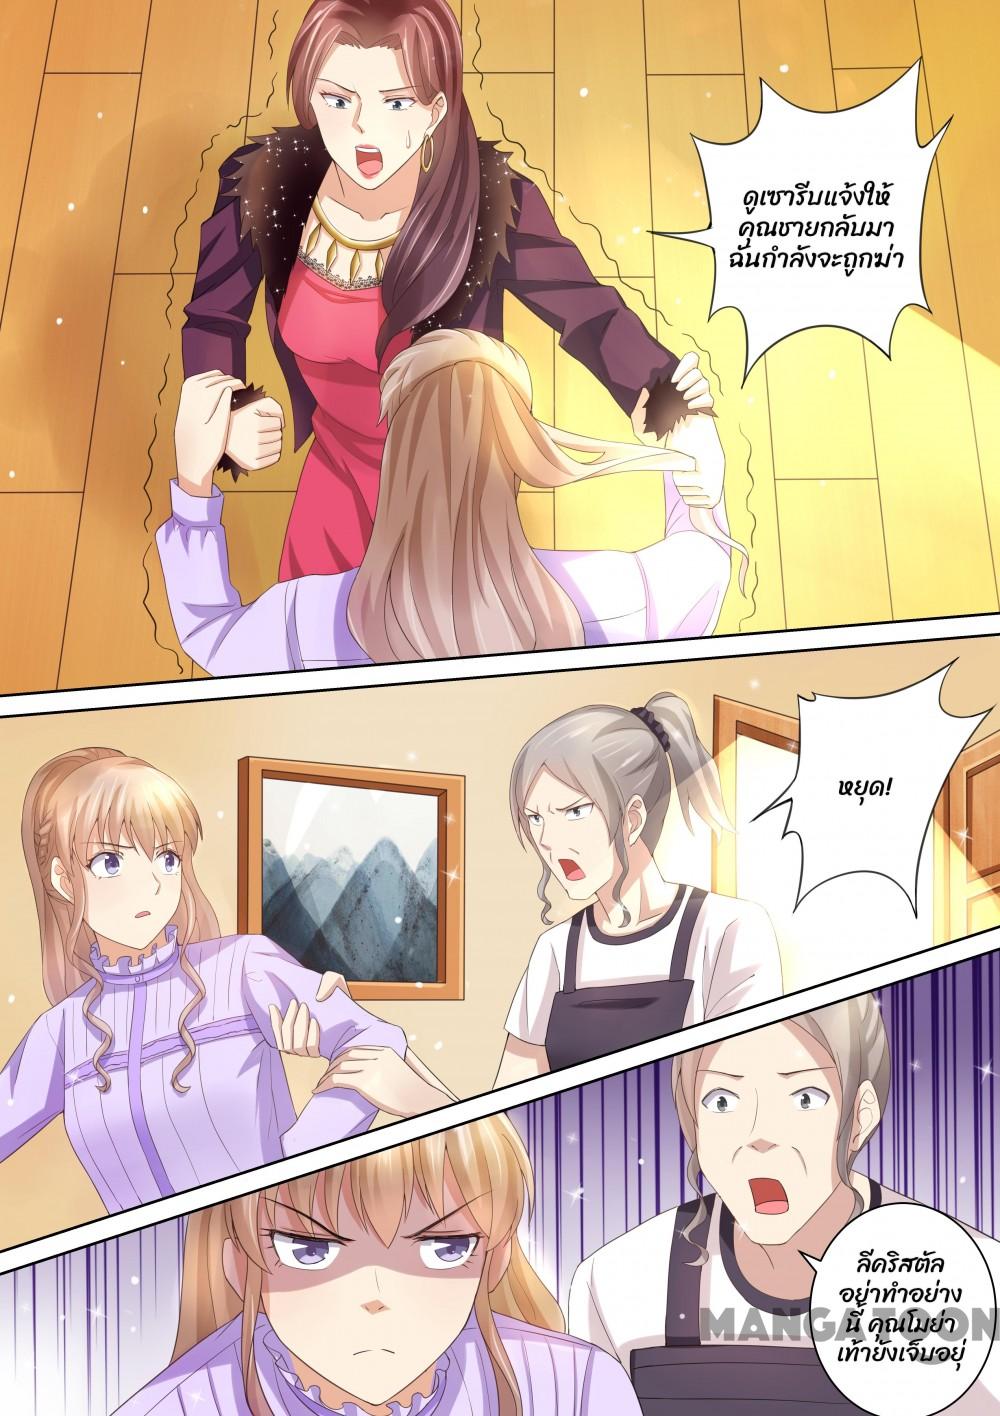 ดูเซารีบแจ้งให้
คุณชายกลับมา
ฉันกำลังจะถูกฆ่า
หยุด!
ลีคริสตัล
อย่าทำอย่าง
นี้ คุณโมย่า
เท้ายังเจ็บอยู่
MANGATOON